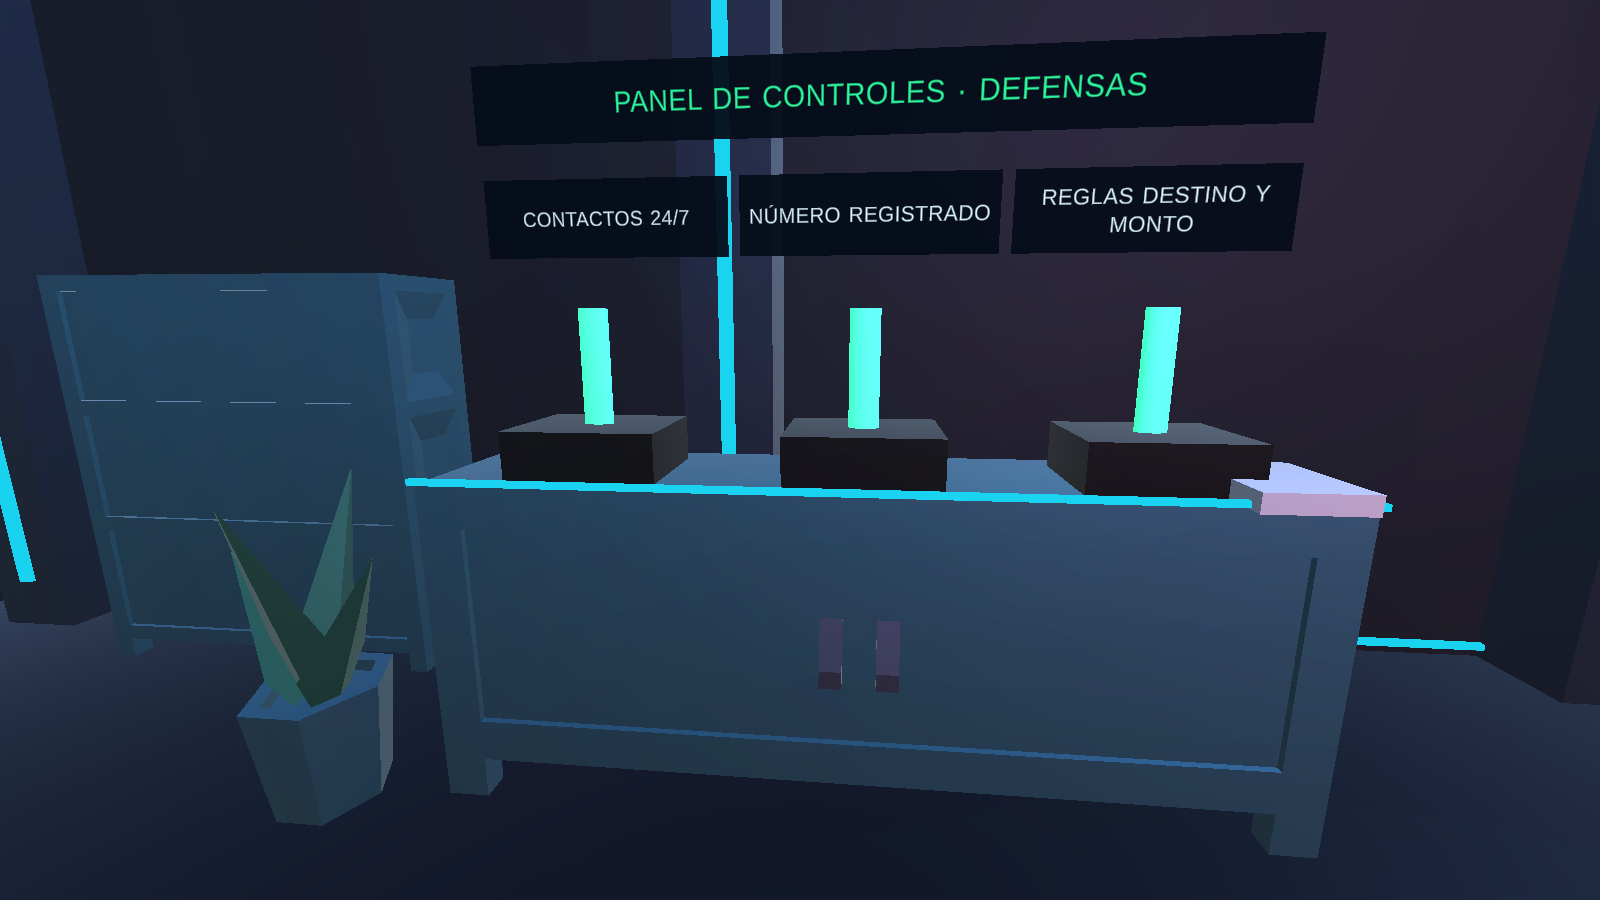 PANEL DE CONTROLES · DEFENSAS
CONTACTOS 24/7
NÚMERO REGISTRADO
REGLAS DESTINO Y
MONTO